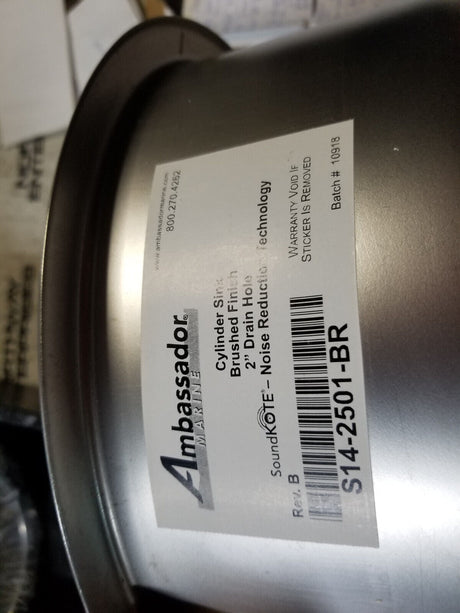 Ambassador®
MARINE
www.ambassadormarine.com
800.270.4262
Cylinder Sink
Brushed Finish
2" Drain Hole
SoundKOTE® – Noise Reduction Technology
Rev. B
WARRANTY VOID IF
STICKER IS REMOVED
S14-2501-BR
Batch # 10918